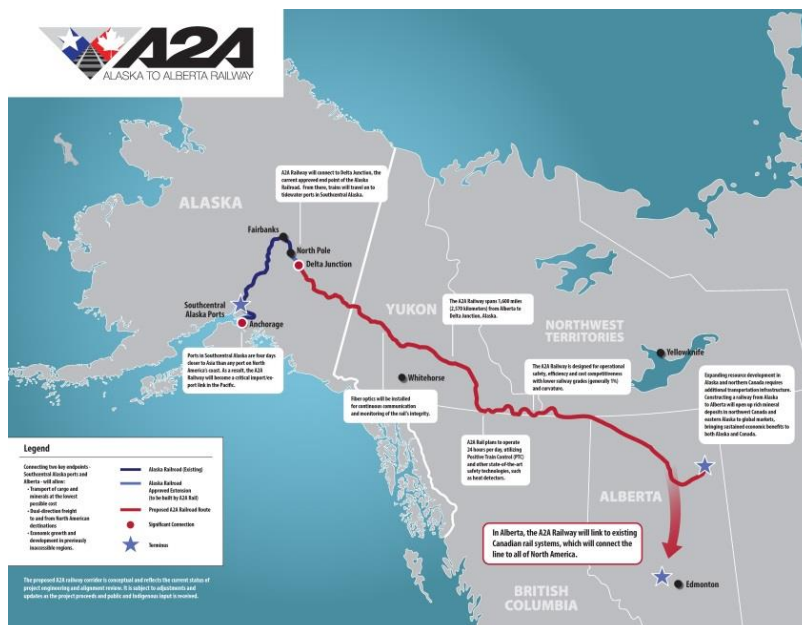 A2A
ALASKA TO ALBERTA RAILWAY
A2A Railway will connect to Delta Junction, the
current approved end point of the Alaska
Railroad. From there, trains will travel on to
tidewater ports in Southcentral Alaska.
ALASKA
Fairbanks
North Pole
Delta Junction
Southcentral
Alaska Ports
Anchorage
Ports in Southcentral Alaska are four days
closer to Asia than any port on North
America's coast. As a result, the A2A
Railway will become a critical import/ex-
port link in the Pacific.
YUKON
The A2A Railway spans 1,600 miles
(2,570 kilometers) from Alberta to
Delta Junction, Alaska.
NORTHWEST
TERRITORIES
Yellowknife
Whitehorse
Fiber optics will be installed
for continuous communication
and monitoring of the rail's integrity.
The A2A Railway is designed for operational
safety, efficiency and cost competitiveness
with lower railway grades (generally 1%)
and curvature.
Expanding resource development in
Alaska and northern Canada requires
additional transportation infrastructure.
Constructing a railway from Alaska
to Alberta will open up rich mineral
deposits in northwest Canada and
eastern Alaska to global markets,
bringing sustained economic benefits to
both Alaska and Canada.
A2A Rail plans to operate
24 hours per day, utilizing
Positive Train Control (PTC)
and other state-of-the-art
safety technologies, such
as heat detectors.
ALBERTA
In Alberta, the A2A Railway will link to existing
Canadian rail systems, which will connect the
line to all of North America.
Edmonton
BRITISH
COLUMBIA
Legend
Connecting two key endpoints -
Southcentral Alaska ports and
Alberta - will allow:
• Transport of cargo and
minerals at the lowest
possible cost
• Dual-direction freight
to and from North American
destinations
• Economic growth and
development in previously
inaccessible regions.
Alaska Railroad (Existing)
Alaska Railroad
Approved Extension
(to be built by A2A Rail)
Proposed A2A Railroad Route
Significant Connection
Terminus
The proposed A2A railway corridor is conceptual and reflects the current status of
project engineering and alignment review. It is subject to adjustments and
updates as the project proceeds and public and Indigenous input is received.